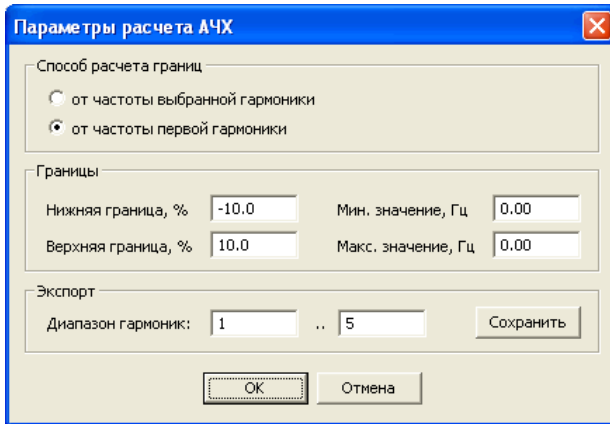 Параметры расчета АЧХ
Способ расчета границ
от частоты выбранной гармоники
от частоты первой гармоники
Границы
Нижняя граница, % -10.0 Мин. значение, Гц 0.00
Верхняя граница, % 10.0 Макс. значение, Гц 0.00
Экспорт
Диапазон гармоник: 1 .. 5 Сохранить
OK Отмена